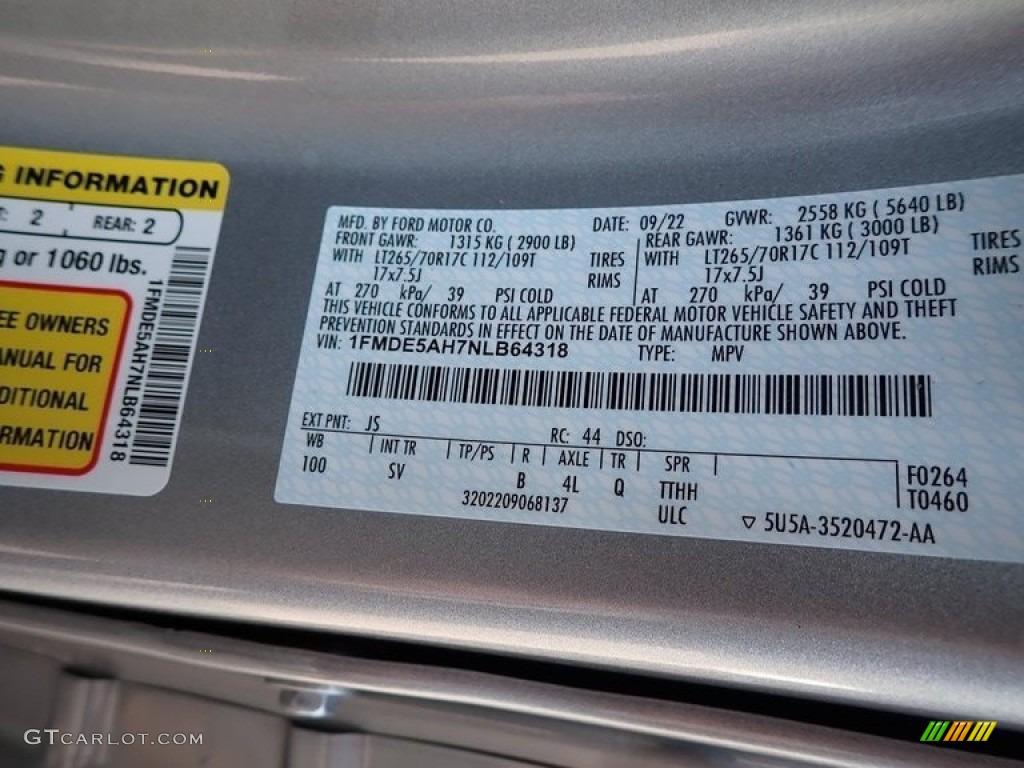 G INFORMATION
2 REAR: 2
g or 1060 lbs.
EE OWNERS
ANUAL FOR
DITIONAL
RMATION
1FMDE5AH7NLB64318
MFD. BY FORD MOTOR CO. DATE: 09/22 GVWR: 2558 KG ( 5640 LB)
FRONT GAWR: 1315 KG ( 2900 LB) REAR GAWR: 1361 KG ( 3000 LB)
WITH LT265/70R17C 112/109T TIRES WITH LT265/70R17C 112/109T TIRES
17x7.5J RIMS 17x7.5J RIMS
AT 270 kPa/ 39 PSI COLD AT 270 kPa/ 39 PSI COLD
THIS VEHICLE CONFORMS TO ALL APPLICABLE FEDERAL MOTOR VEHICLE SAFETY AND THEFT
PREVENTION STANDARDS IN EFFECT ON THE DATE OF MANUFACTURE SHOWN ABOVE.
VIN: 1FMDE5AH7NLB64318 TYPE: MPV
EXT PNT: JS RC: 44 DSO:
WB INT TR TP/PS R AXLE TR SPR F0264
100 SV B 4L Q TTHH T0460
3202209068137 ULC ▽ 5U5A-3520472-AA
GTCARLOT.COM